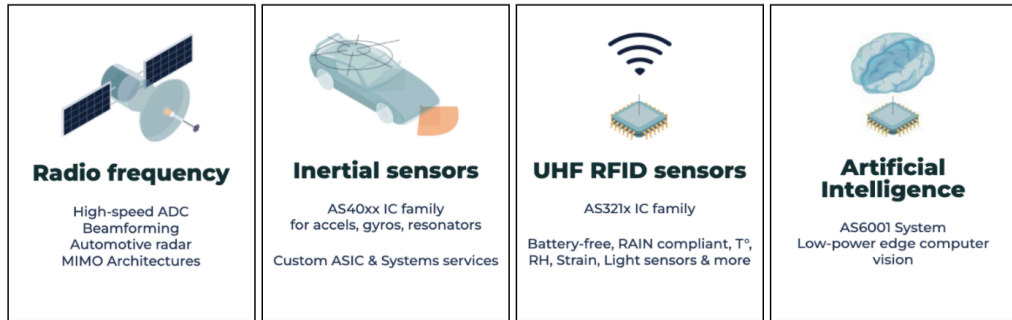 Radio frequency
High-speed ADC
Beamforming
Automotive radar
MIMO Architectures
Inertial sensors
AS40xx IC family
for accels, gyros, resonators
Custom ASIC & Systems services
UHF RFID sensors
AS321x IC family
Battery-free, RAIN compliant, T°,
RH, Strain, Light sensors & more
Artificial
Intelligence
AS6001 System
Low-power edge computer
vision